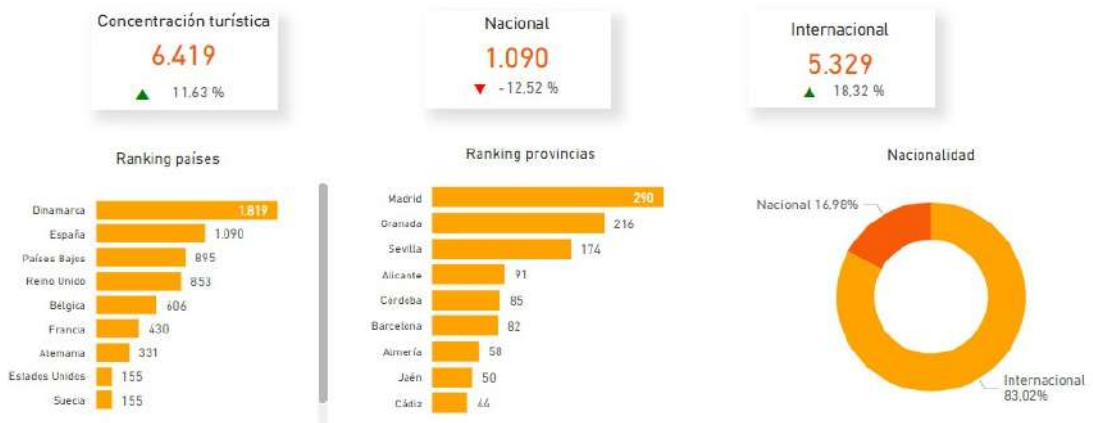 Concentración turística
6.419
▲ 11,63 %
Nacional
1.090
▼ -12,52 %
Internacional
5.329
▲ 18,32 %
Ranking países
Dinamarca 1.819
España 1.090
Países Bajos 895
Reino Unido 853
Bélgica 606
Francia 430
Alemania 331
Estados Unidos 155
Suecia 155
Ranking provincias
Madrid 290
Granada 216
Sevilla 174
Alicante 91
Córdoba 85
Barcelona 82
Almería 58
Jaén 50
Cádiz 44
Nacionalidad
Nacional 16,98%
Internacional
83,02%